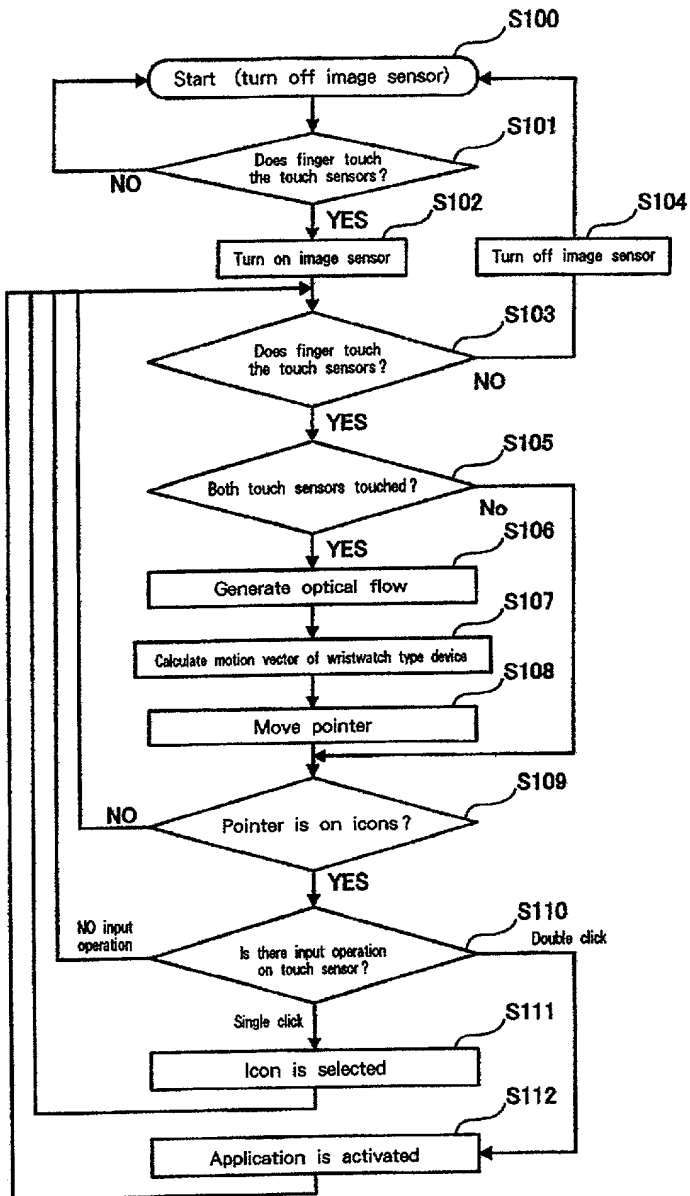 S100
Start (turn off image sensor)
S101
Does finger touch
the touch sensors?
NO
YES
S102
S104
Turn on image sensor
Turn off image sensor
S103
Does finger touch
the touch sensors?
NO
YES
S105
Both touch sensors touched?
No
YES
S106
Generate optical flow
S107
Calculate motion vector of wristwatch type device
S108
Move pointer
S109
NO
Pointer is on icons?
YES
S110
NO input
operation
Double click
Is there input operation
on touch sensor?
Single click
S111
Icon is selected
S112
Application is activated